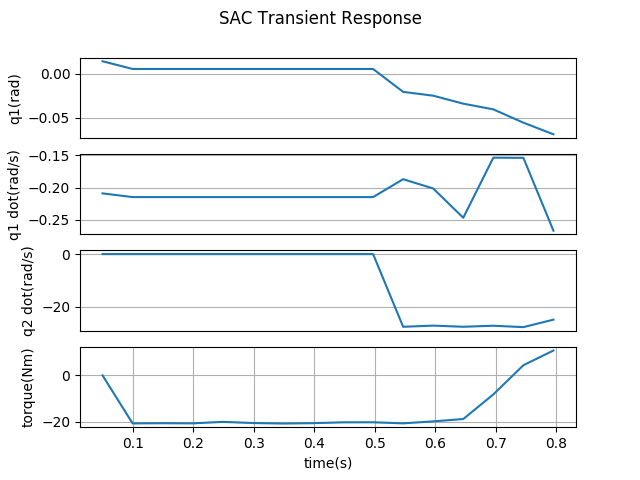 SAC Transient Response
q1(rad)
0.00
−0.05
q1 dot(rad/s)
−0.15
−0.20
−0.25
q2 dot(rad/s)
0
−20
torque(Nm)
0
−20
0.1 0.2 0.3 0.4 0.5 0.6 0.7 0.8
time(s)